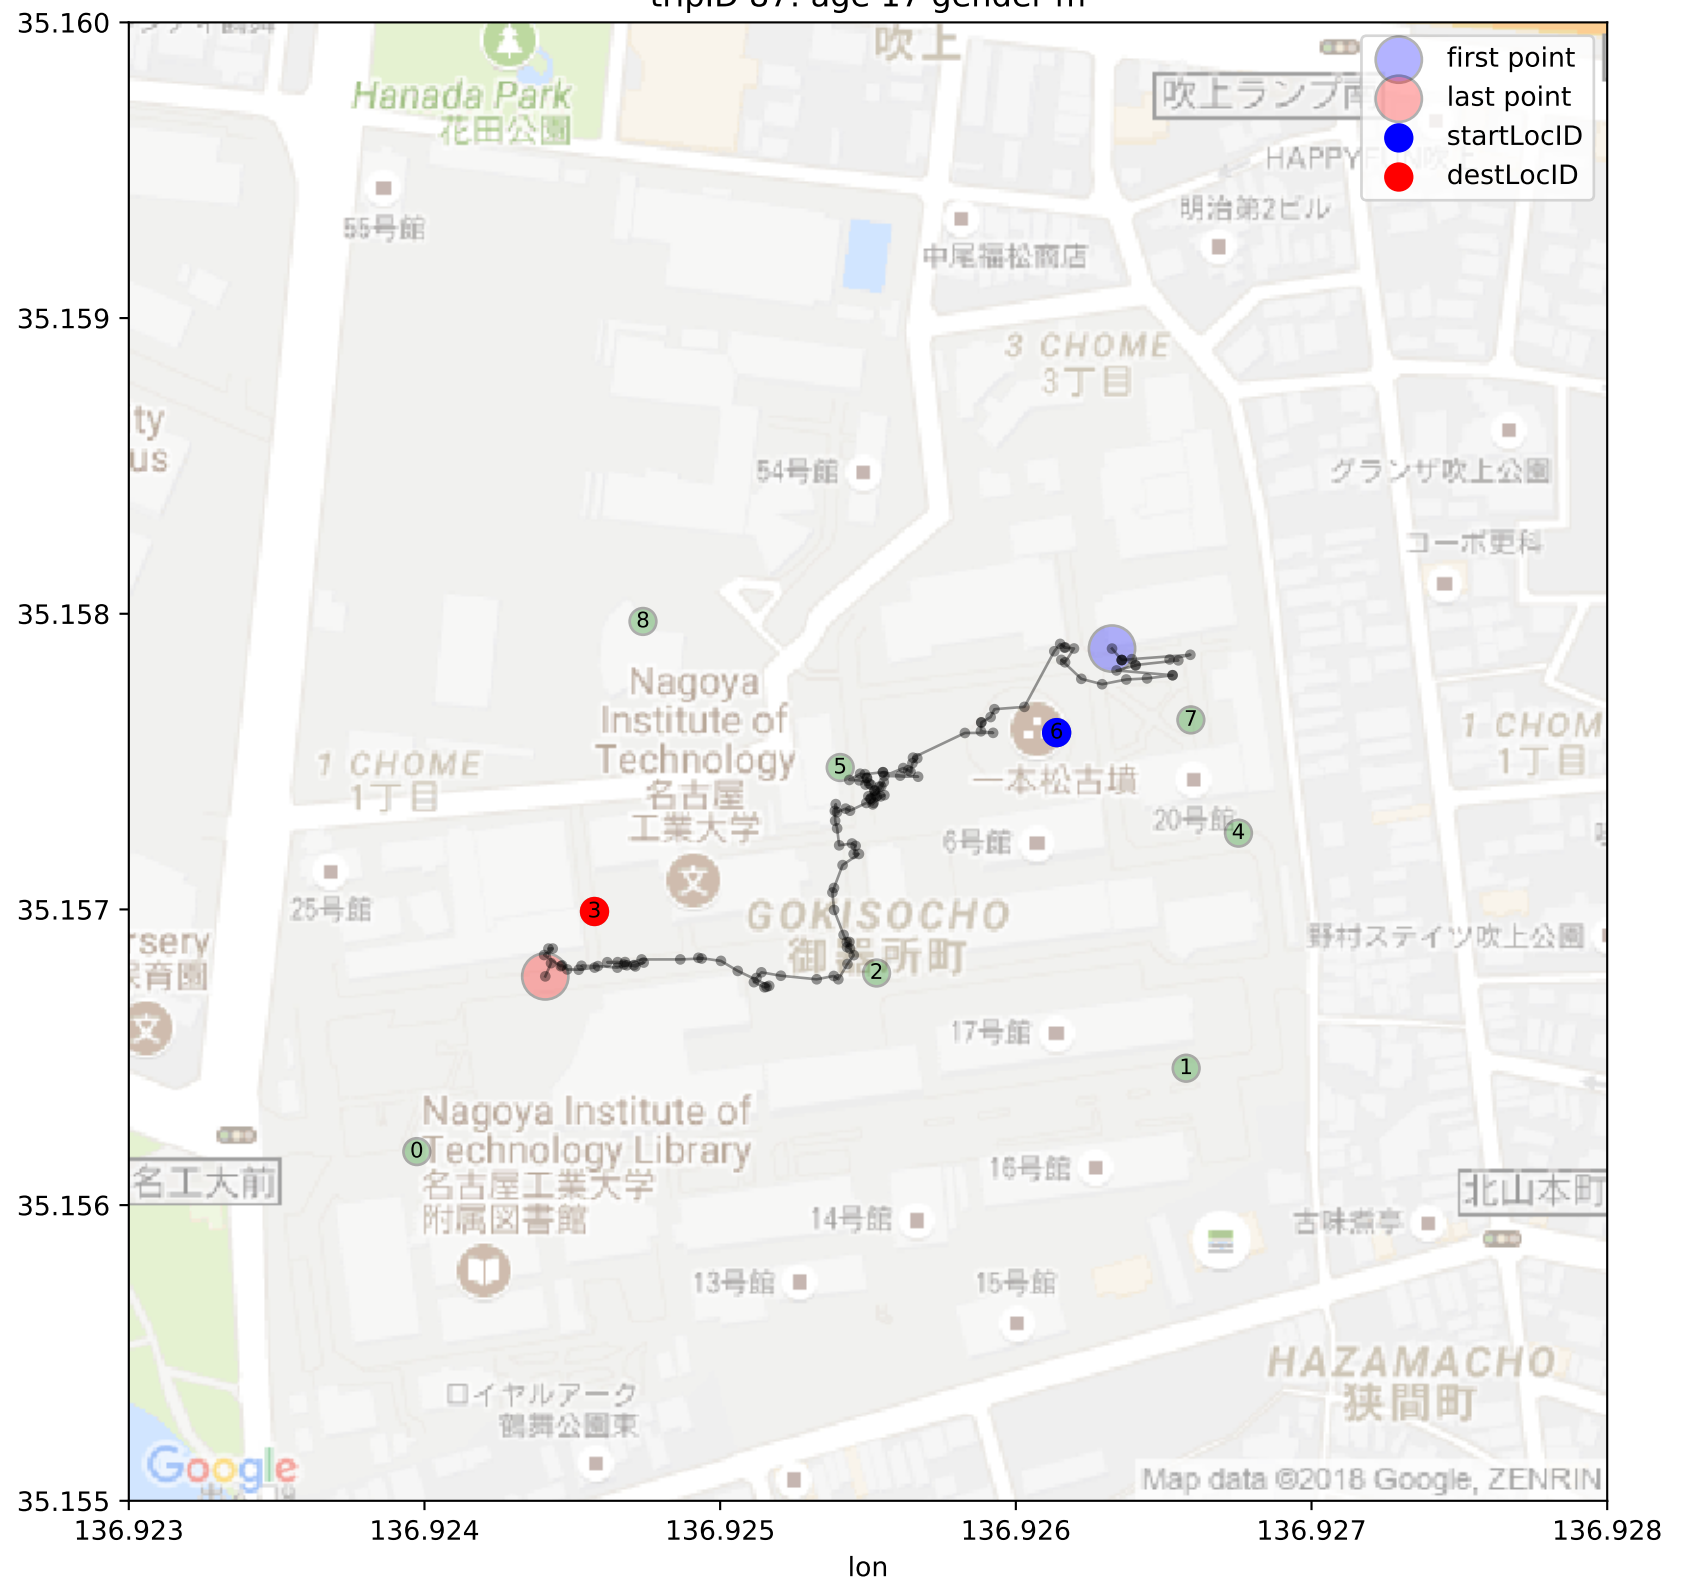 35.160
吹上
first point
last point
startLocID
destLocID
Hanada Park
花田公園
吹上ランプ南
55号館
明治第2ビル
中尾福松商店
35.159
3 CHOME
3丁目
ty
us
54号館
グランザ吹上公園
コーポ更科
35.158
8
Nagoya
Institute of
Technology
名古屋
工業大学
7
6
5
1 CHOME
1丁目
1 CHOM
1丁目
一本松古墳
20号館
4
6号館
25号館
35.157
3
GOKISOCHO
御器所町
野村ステイツ吹上公園
rsery
保育園
2
17号館
1
Nagoya Institute of
Technology Library
名古屋工業大学
附属図書館
0
名工大前
16号館
35.156
14号館
北山本町
古味煮亭
13号館
15号館
HAZAMACHO
狭間町
ロイヤルアーク
鶴舞公園東
Google
Map data ©2018 Google, ZENRIN
35.155
136.923
136.924
136.925
136.926
136.927
136.928
lon